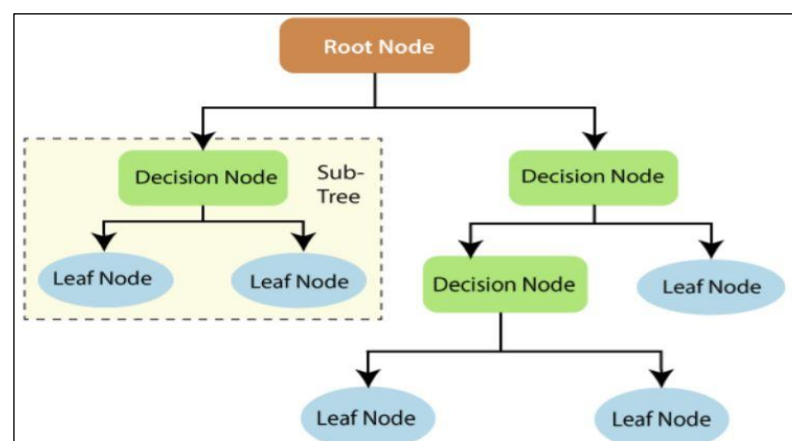 Root Node
Decision Node
Sub-
Tree
Decision Node
Leaf Node
Leaf Node
Decision Node
Leaf Node
Leaf Node
Leaf Node